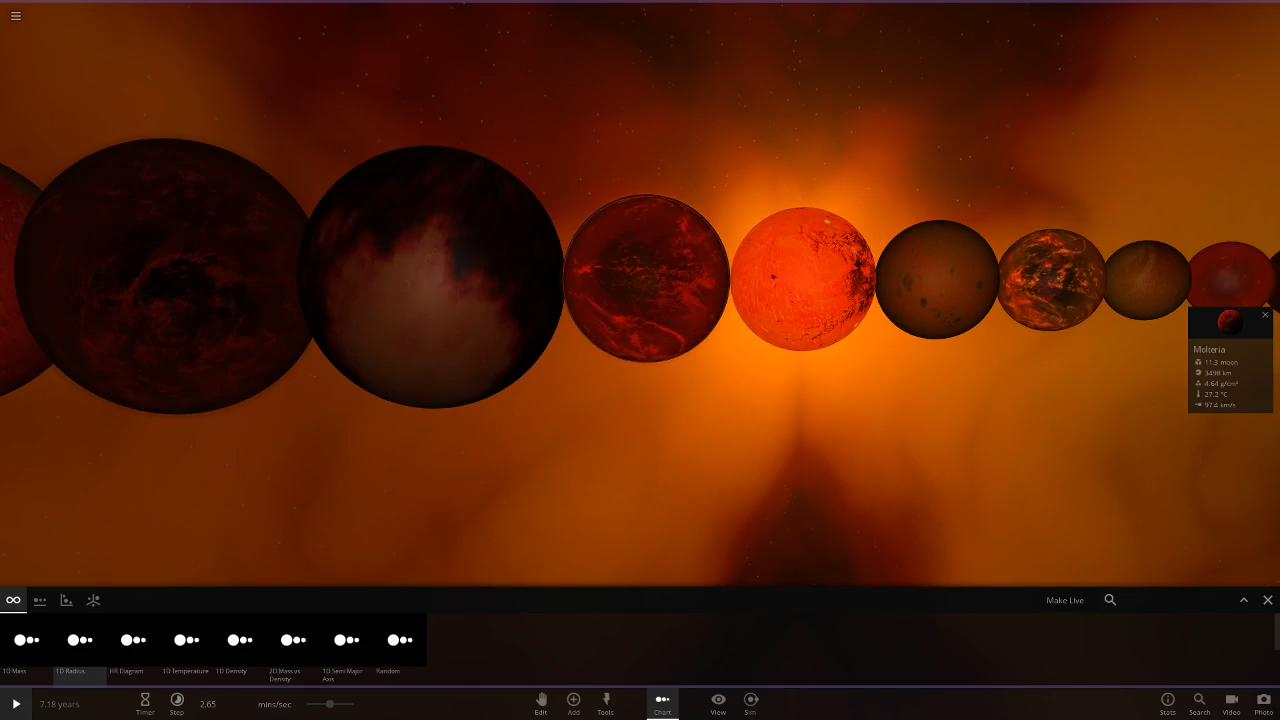 Molteria
11.3 moon
3498 km
4.64 g/cm³
27.2 °C
97.4 km/s
Make Live
1D Mass
1D Radius
HR Diagram
1D Temperature
1D Density
2D Mass vs
Density
1D Semi-Major
Axis
Random
7.18 years
Timer
Step
2.65
mins/sec
Edit
Add
Tools
Chart
View
Sim
Stats
Search
Video
Photo